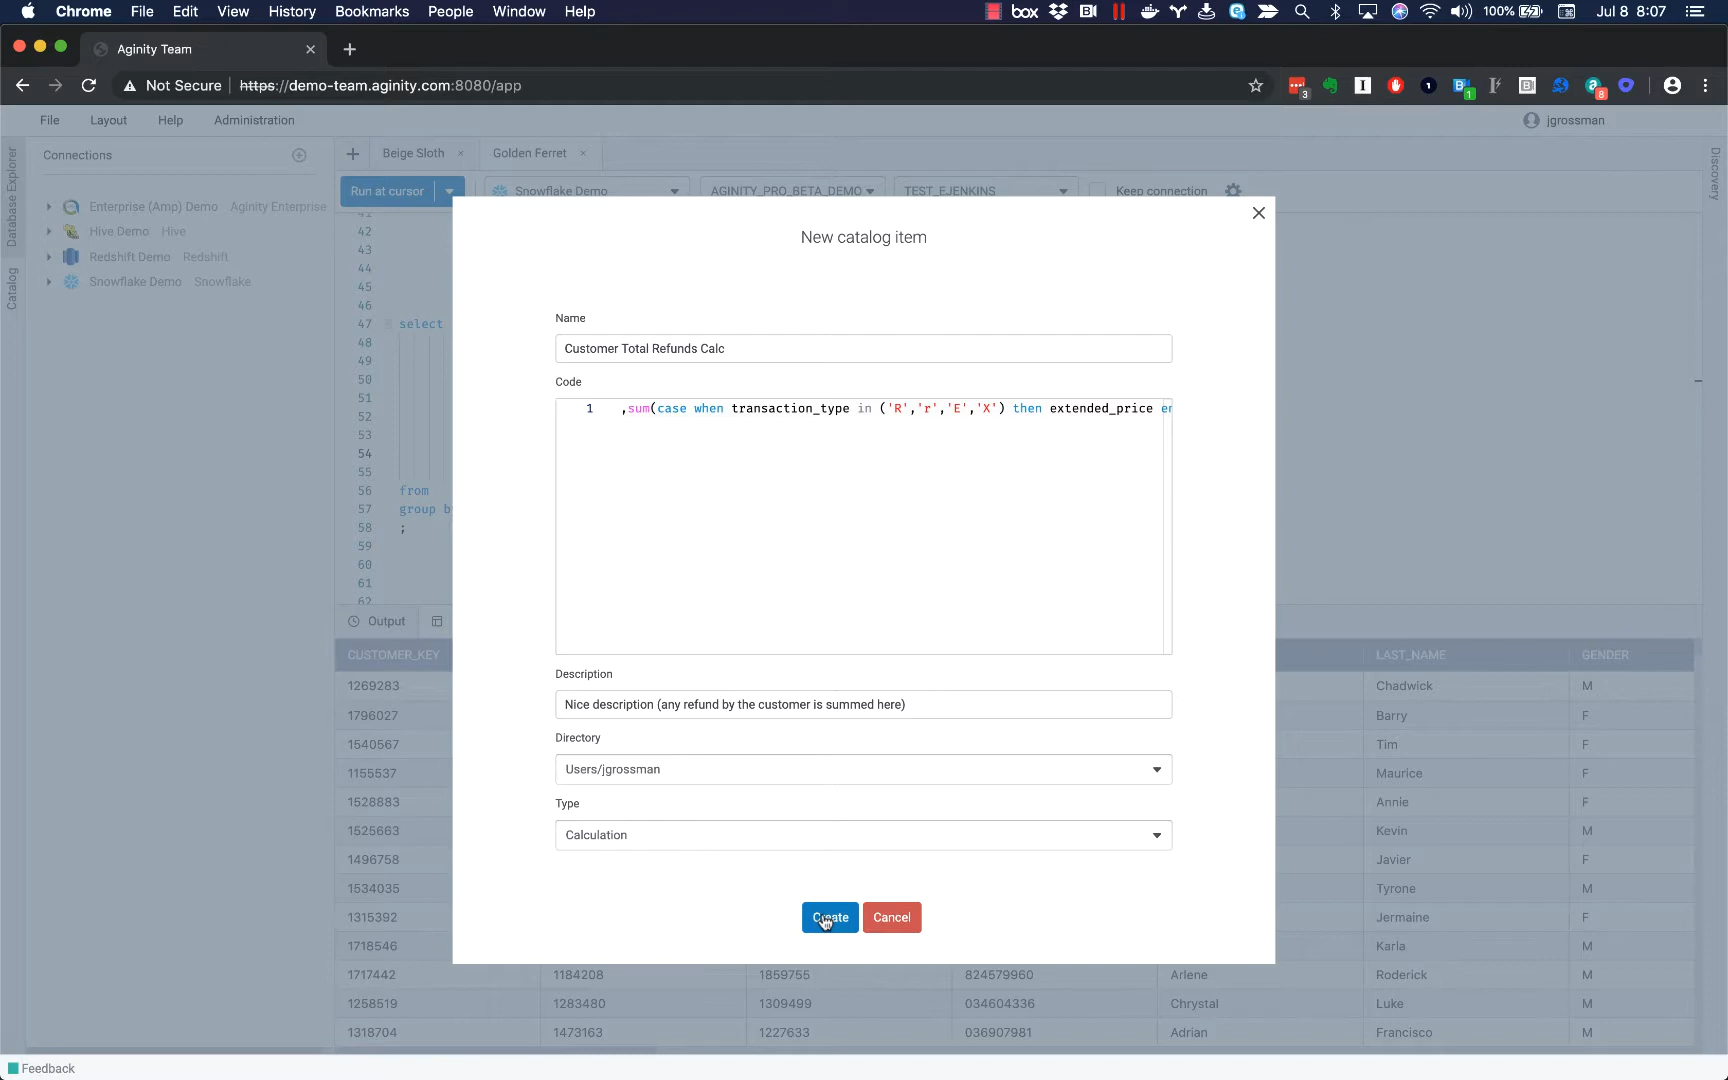 Chrome File Edit View History Bookmarks People Window Help box 100% Jul 8 8:07
Aginity Team
Not Secure https://demo-team.aginity.com:8080/app 3 1 8
File Layout Help Administration jgrossman
Database Explorer
Catalog
Discovery
Connections Beige Sloth Golden Ferret
Run at cursor Snowflake Demo AGINITY_PRO_BETA_DEMO TEST_EJENKINS Keep connection
Enterprise (Amp) Demo Aginity Enterprise
Hive Demo Hive
Redshift Demo Redshift
Snowflake Demo Snowflake
41
42
43
44
45
46
47 select
48
49
50
51
52
53
54
55
56 from
57 group b
58 ;
59
60
61
62
New catalog item
Name
Customer Total Refunds Calc
Code
1 ,sum(case when transaction_type in ('R','r','E','X') then extended_price en
Description
Nice description (any refund by the customer is summed here)
Directory
Users/jgrossman
Type
Calculation
Create Cancel
Output
CUSTOMER_KEY LAST_NAME GENDER
1269283 Chadwick M
1796027 Barry F
1540567 Tim F
1155537 Maurice F
1528883 Annie F
1525663 Kevin M
1496758 Javier F
1534035 Tyrone M
1315392 Jermaine F
1718546 Karla M
1717442 1184208 1859755 824579960 Arlene Roderick M
1258519 1283480 1309499 034604336 Chrystal Luke M
1318704 1473163 1227633 036907981 Adrian Francisco M
Feedback